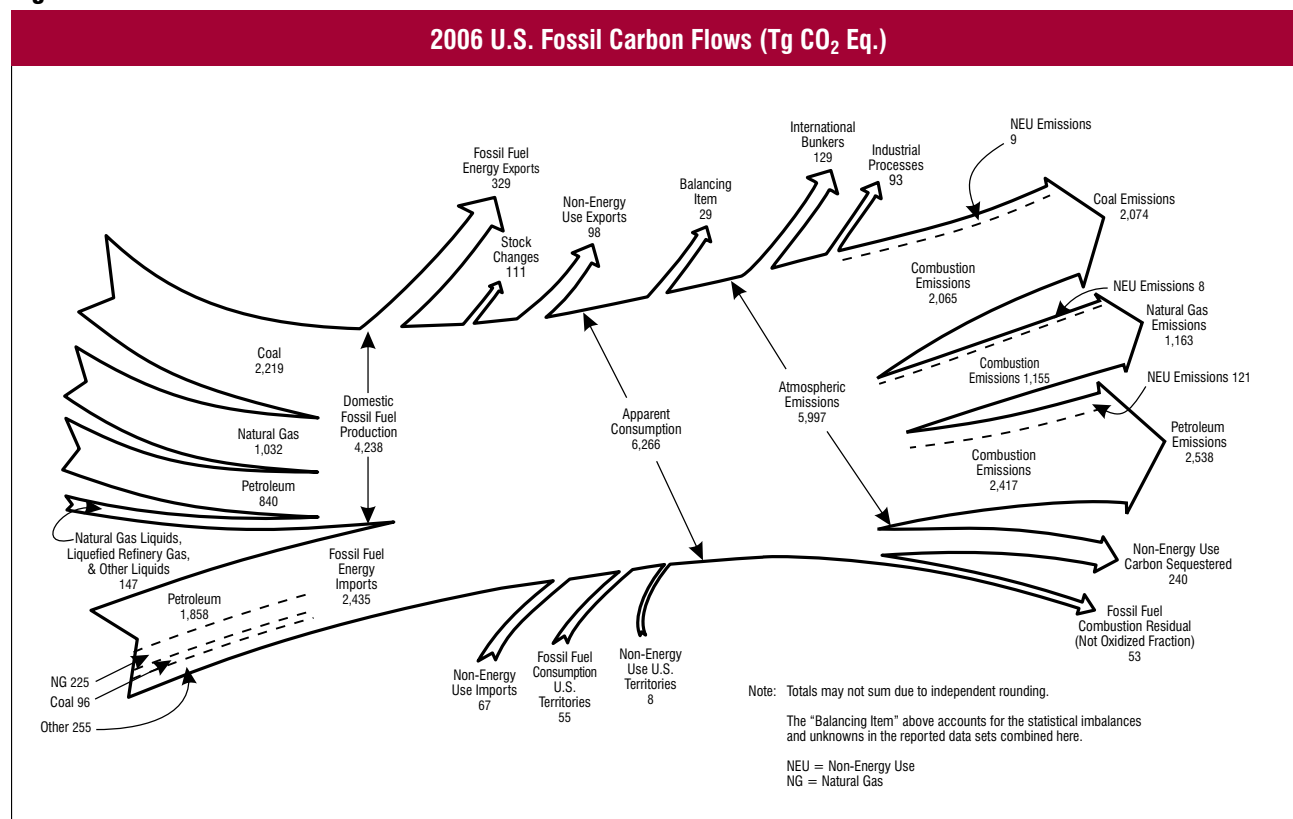 2006 U.S. Fossil Carbon Flows (Tg CO₂ Eq.)
Fossil Fuel
Energy Exports
329
Stock
Changes
111
Non-Energy
Use Exports
98
Balancing
Item
29
International
Bunkers
129
Industrial
Processes
93
NEU Emissions
9
Coal Emissions
2,074
Combustion
Emissions
2,065
NEU Emissions 8
Natural Gas
Emissions
1,163
Combustion
Emissions 1,155
NEU Emissions 121
Petroleum
Emissions
2,538
Combustion
Emissions
2,417
Coal
2,219
Natural Gas
1,032
Petroleum
840
Domestic
Fossil Fuel
Production
4,238
Apparent
Consumption
6,266
Atmospheric
Emissions
5,997
Natural Gas Liquids,
Liquefied Refinery Gas,
& Other Liquids
147
Fossil Fuel
Energy
Imports
2,435
Petroleum
1,858
NG 225
Coal 96
Other 255
Non-Energy
Use Imports
67
Fossil Fuel
Consumption
U.S.
Territories
55
Non-Energy
Use U.S.
Territories
8
Non-Energy Use
Carbon Sequestered
240
Fossil Fuel
Combustion Residual
(Not Oxidized Fraction)
53
Note: Totals may not sum due to independent rounding.
The “Balancing Item” above accounts for the statistical imbalances
and unknowns in the reported data sets combined here.
NEU = Non-Energy Use
NG = Natural Gas